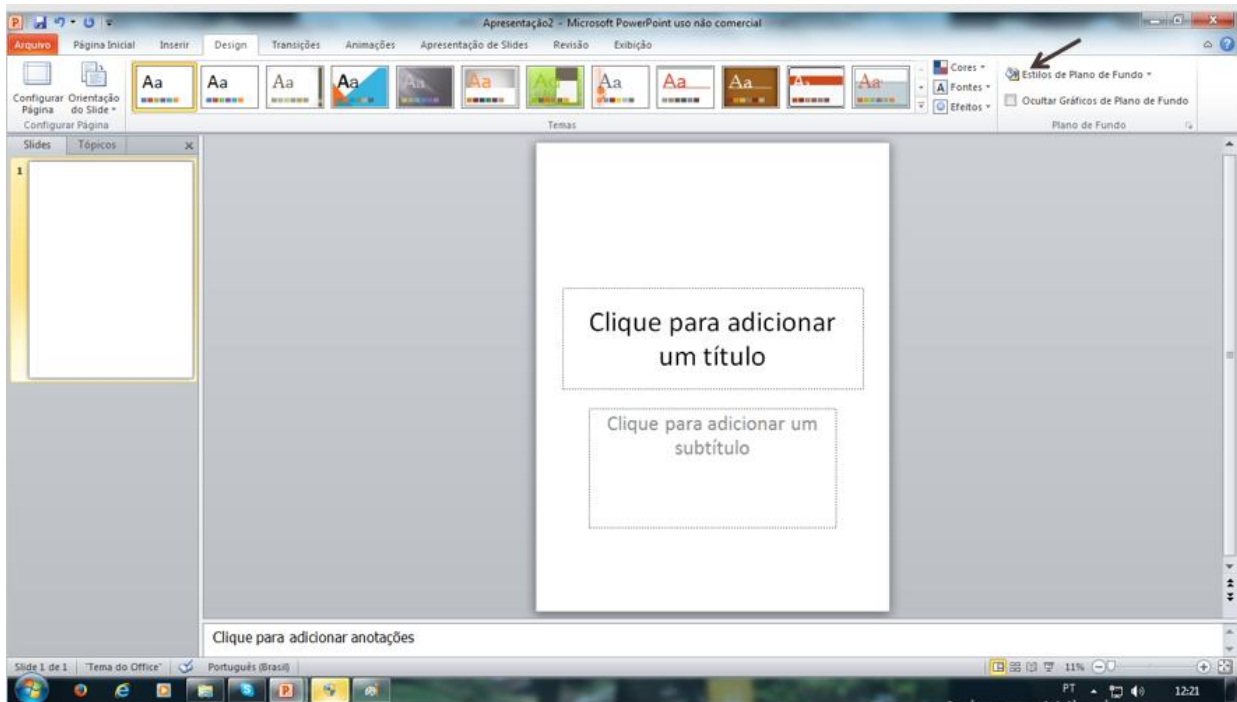 Apresentação2 - Microsoft PowerPoint uso não comercial
Arquivo Página Inicial Inserir Design Transições Animações Apresentação de Slides Revisão Exibição
Configurar Página
Orientação do Slide
Aa Aa Aa Aa Aa Aa Aa Aa Aa Aa Aa
Cores
Fontes
Efeitos
Estilos de Plano de Fundo
Ocultar Gráficos de Plano de Fundo
Configurar Página Temas Plano de Fundo
Slides Tópicos
1
Clique para adicionar
um título
Clique para adicionar um
subtítulo
Clique para adicionar anotações
Slide 1 de 1 "Tema do Office" Português (Brasil) 11%
PT 12:21